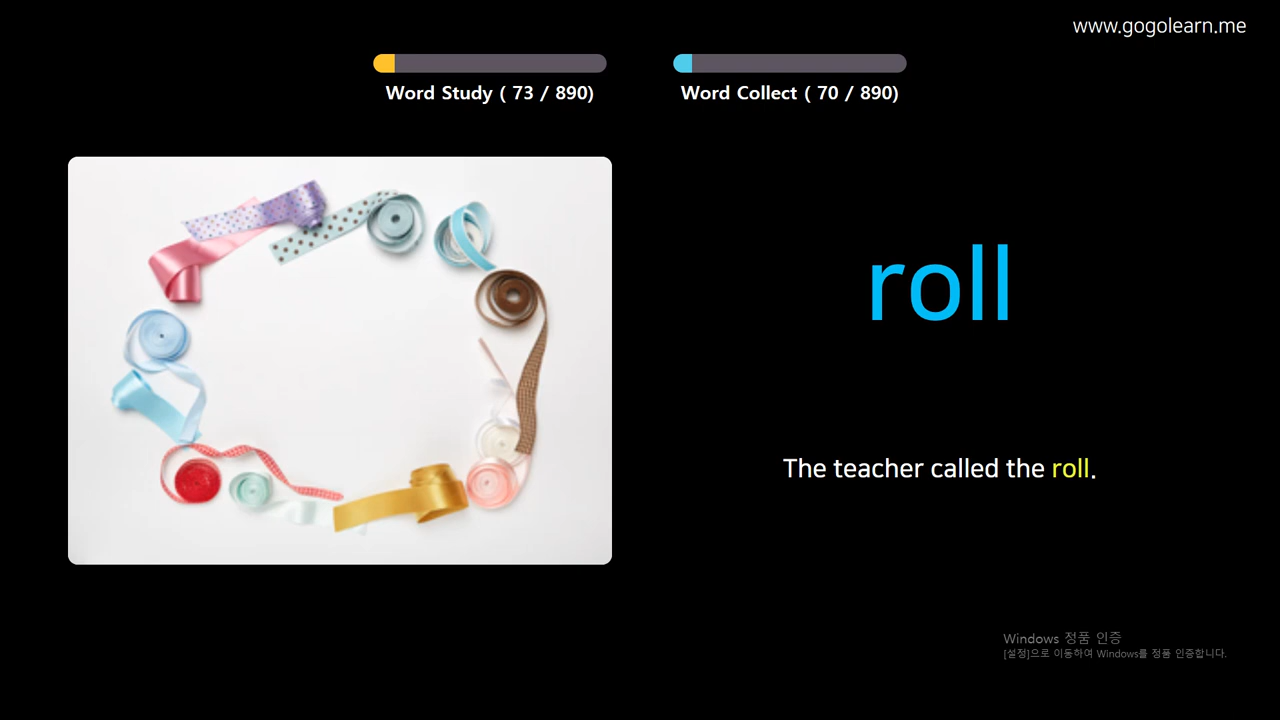 www.gogolearn.me
Word Study ( 73 / 890)
Word Collect ( 70 / 890)
roll
The teacher called the roll.
Windows 정품 인증
[설정]으로 이동하여 Windows를 정품 인증합니다.